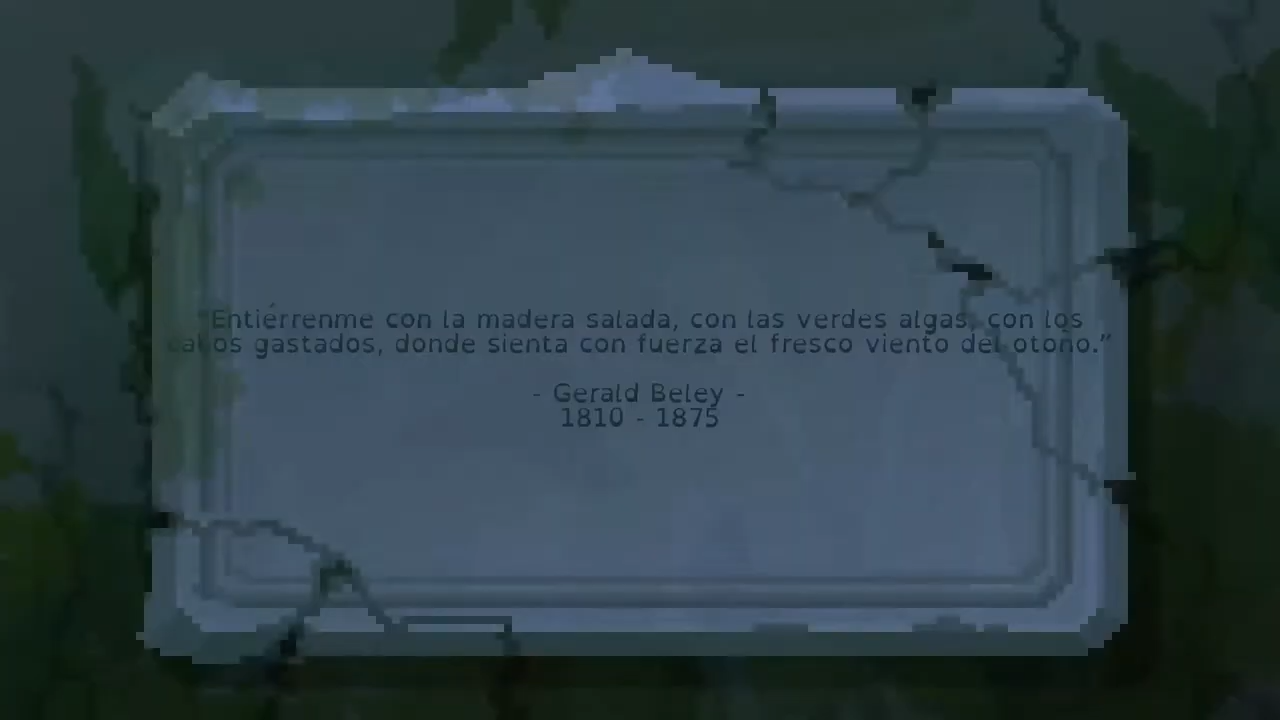 “Entiérrenme con la madera salada, con las verdes algas, con los
cabos gastados, donde sienta con fuerza el fresco viento del otoño.”
- Gerald Beley -
1810 - 1875